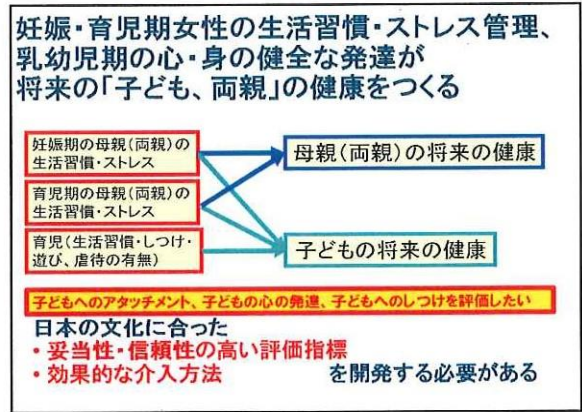 妊娠・育児期女性の生活習慣・ストレス管理、
乳幼児期の心・身の健全な発達が
将来の「子ども、両親」の健康をつくる
妊娠期の母親(両親)の
生活習慣・ストレス
育児期の母親(両親)の
生活習慣・ストレス
育児(生活習慣・しつけ・
遊び、虐待の有無)
母親(両親)の将来の健康
子どもの将来の健康
子どもへのアタッチメント、子どもの心の発達、子どもへのしつけを評価したい
日本の文化に合った
・妥当性・信頼性の高い評価指標
・効果的な介入方法 を開発する必要がある